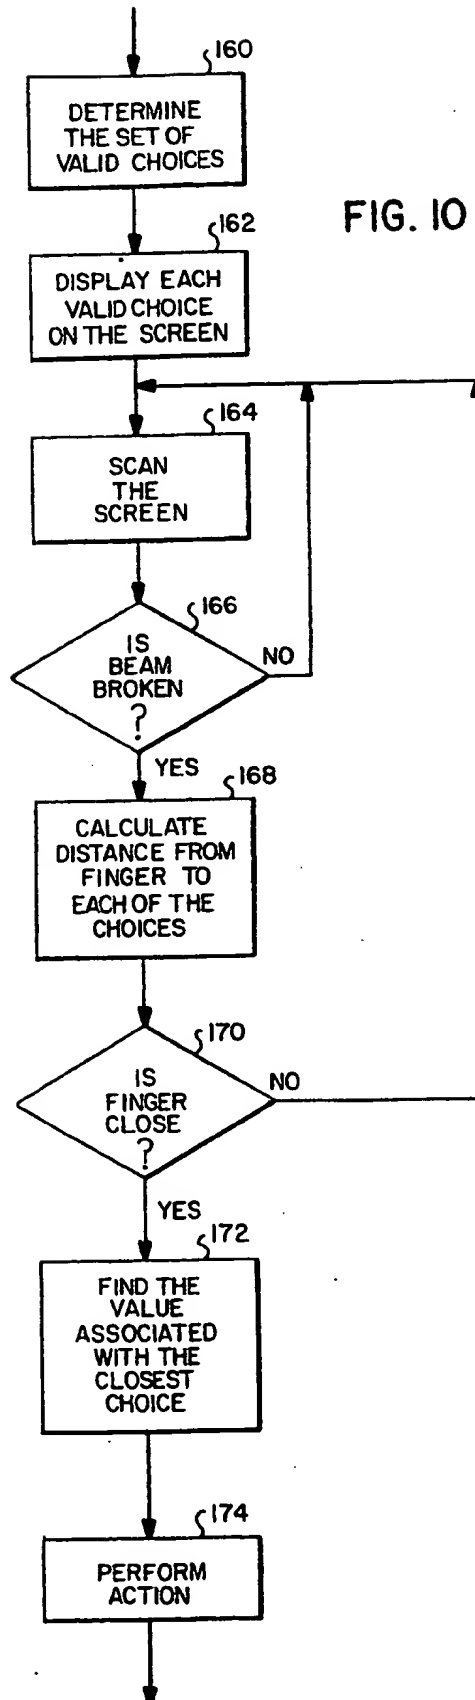 160
DETERMINE
THE SET OF
VALID CHOICES
FIG. 10
162
DISPLAY EACH
VALID CHOICE
ON THE SCREEN
164
SCAN
THE
SCREEN
166
IS
BEAM
BROKEN
?
NO
YES
168
CALCULATE
DISTANCE FROM
FINGER TO
EACH OF THE
CHOICES
170
IS
FINGER
CLOSE
?
NO
YES
172
FIND THE
VALUE
ASSOCIATED
WITH THE
CLOSEST
CHOICE
174
PERFORM
ACTION